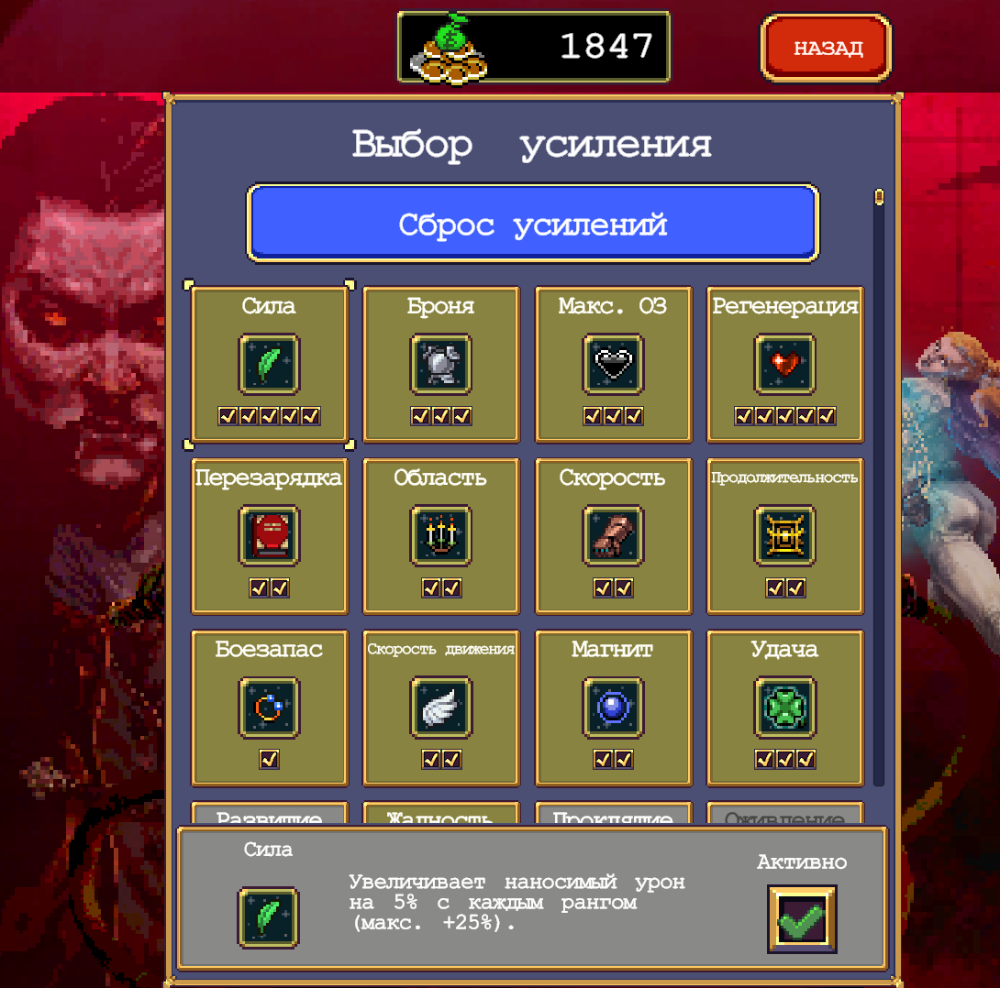 1847
НАЗАД
Выбор усиления
Сброс усилений
Сила
Броня
Макс. ОЗ
Регенерация
Перезарядка
Область
Скорость
Продолжительность
Боезапас
Скорость движения
Магнит
Удача
Развитие
Жадность
Проклятие
Оживление
Сила
Увеличивает наносимый урон
на 5% с каждым рангом
(макс. +25%).
Активно